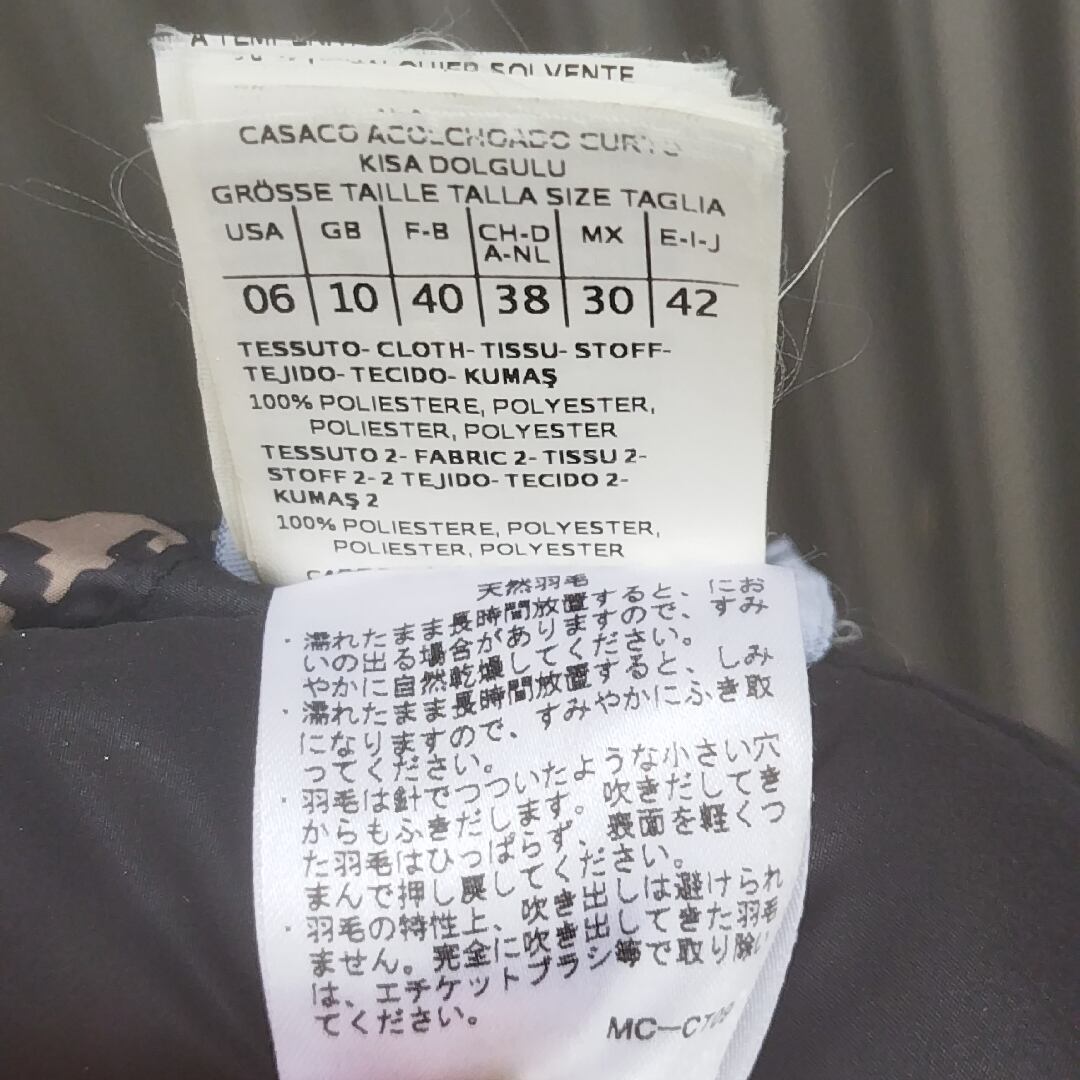 QUIER SOLVENTE
CASACO ACOLCHOADO CURTO
KISA DOLGULU
GRÖSSE TAILLE TALLA SIZE TAGLIA
USA GB F-B CH-D A-NL MX E-I-J
06 10 40 38 30 42
TESSUTO- CLOTH- TISSU- STOFF-
TEJIDO- TECIDO- KUMAŞ
100% POLIESTERE, POLYESTER,
POLIESTER, POLYESTER
TESSUTO 2- FABRIC 2- TISSU 2-
STOFF 2- 2 TEJIDO- TECIDO 2-
KUMAŞ 2
100% POLIESTERE, POLYESTER,
POLIESTER, POLYESTER
天然羽毛
・濡れたまま長時間放置すると、にお
いの出る場合がありますので、すみ
やかに自然乾燥してください。
・濡れたまま長時間放置すると、しみ
になりますので、すみやかにふき取
ってください。
・羽毛は針でつついたような小さい穴
からもふきだします。吹きだしてき
た羽毛はひっぱらず、表面を軽くつ
まんで押し戻してください。
・羽毛の特性上、吹き出しは避けられ
ません。完全に吹き出してきた羽毛
は、エチケットブラシ等で取り除い
てください。